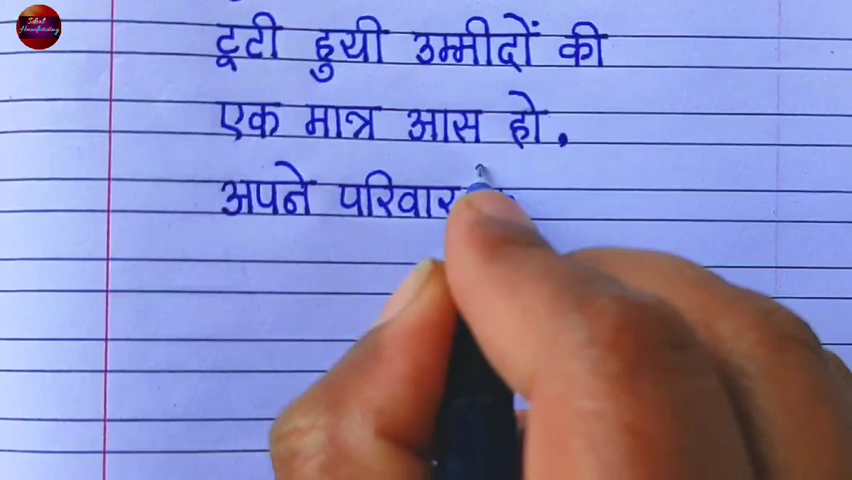 टूटी हुयी उम्मीदों की
एक मात्र आस हो.
अपने परिवार